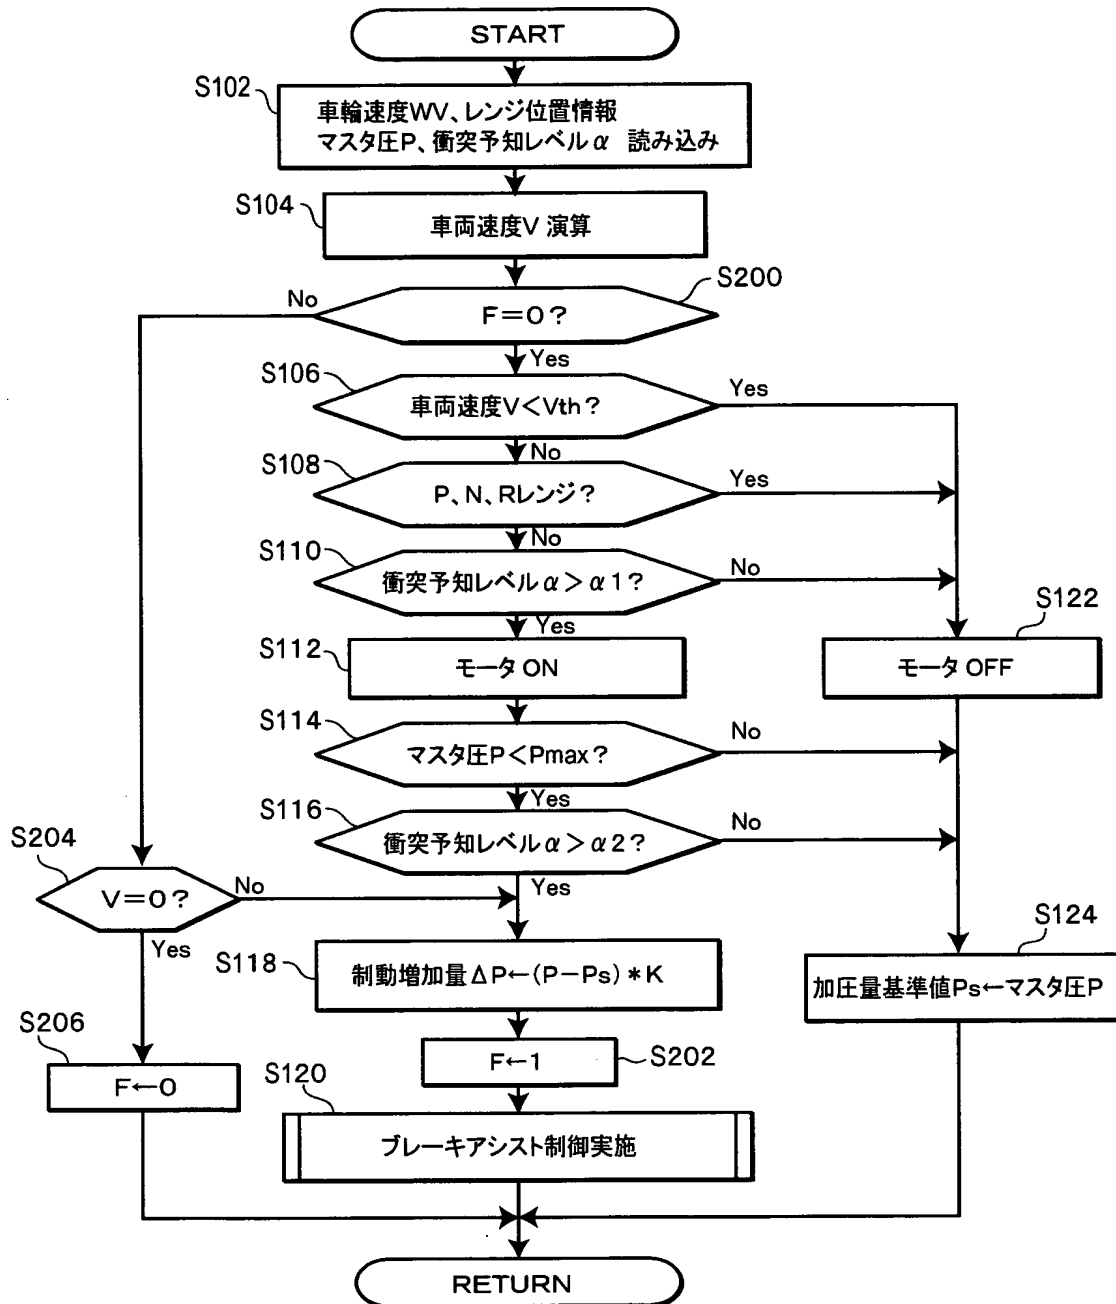 START
S102
車輪速度WV、レンジ位置情報
マスタ圧P、衝突予知レベルα 読み込み
S104
車両速度V 演算
S200
No
F=0?
Yes
S106
Yes
車両速度V<Vth?
No
S108
Yes
P、N、Rレンジ?
No
S110
No
衝突予知レベルα>α1?
Yes
S122
S112
モータON
モータOFF
S114
No
マスタ圧P<Pmax?
Yes
S116
No
衝突予知レベルα>α2?
Yes
S204
No
V=0?
Yes
S124
S118
制動増加量ΔP←(P-Ps)*K
加圧量基準値Ps←マスタ圧P
S206
F←1
S202
F←0
S120
ブレーキアシスト制御実施
RETURN